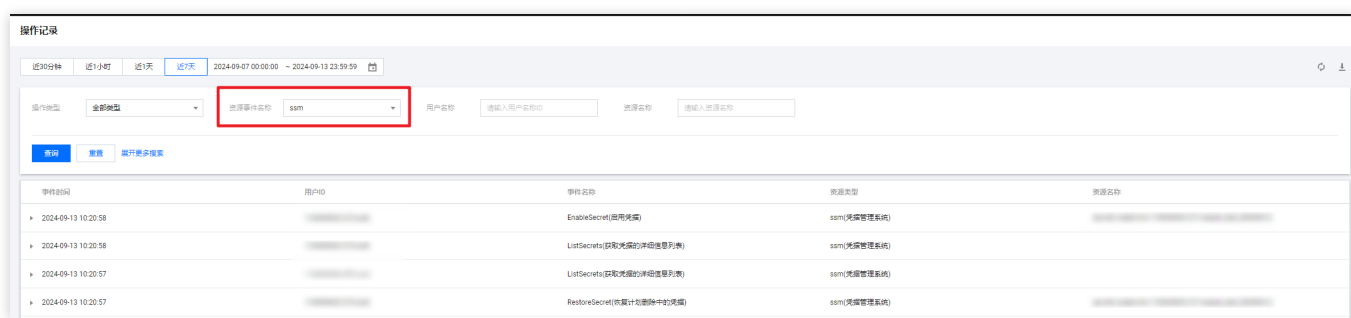 操作记录
近30分钟 近1小时 近1天 近7天 2024-09-07 00:00:00 ~ 2024-09-13 23:59:59
操作类型 全部类型 资源事件名称 ssm 用户名称 请输入用户名称ID 资源名称 请输入资源名称
查询 重置 展开更多搜索
事件时间 用户ID 事件名称 资源类型 资源名称
2024-09-13 10:20:58 EnableSecret(启用凭据) ssm(凭据管理系统)
2024-09-13 10:20:58 ListSecrets(获取凭据的详细信息列表) ssm(凭据管理系统)
2024-09-13 10:20:57 ListSecrets(获取凭据的详细信息列表) ssm(凭据管理系统)
2024-09-13 10:20:57 RestoreSecret(恢复计划删除中的凭据) ssm(凭据管理系统)